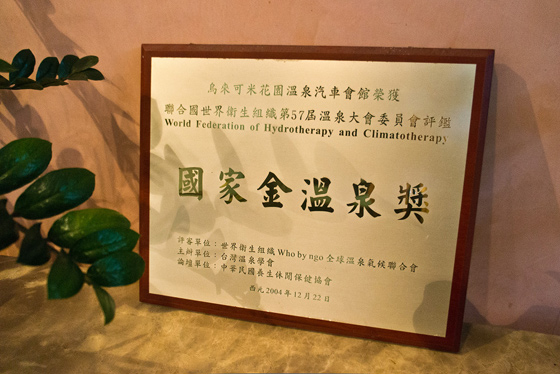 烏來可米花園溫泉汽車會館榮獲
聯合國世界衛生組織第57屆溫泉大會委員會評鑑
World Federation of Hydrotherapy and Climatotherapy
國家金溫泉獎
評審單位：世界衛生組織Who by ngo 全球溫泉氣候聯合會
主辦單位：台灣溫泉學會
論壇單位：中華民國養生休閒保健協會
西元2004年12月22日